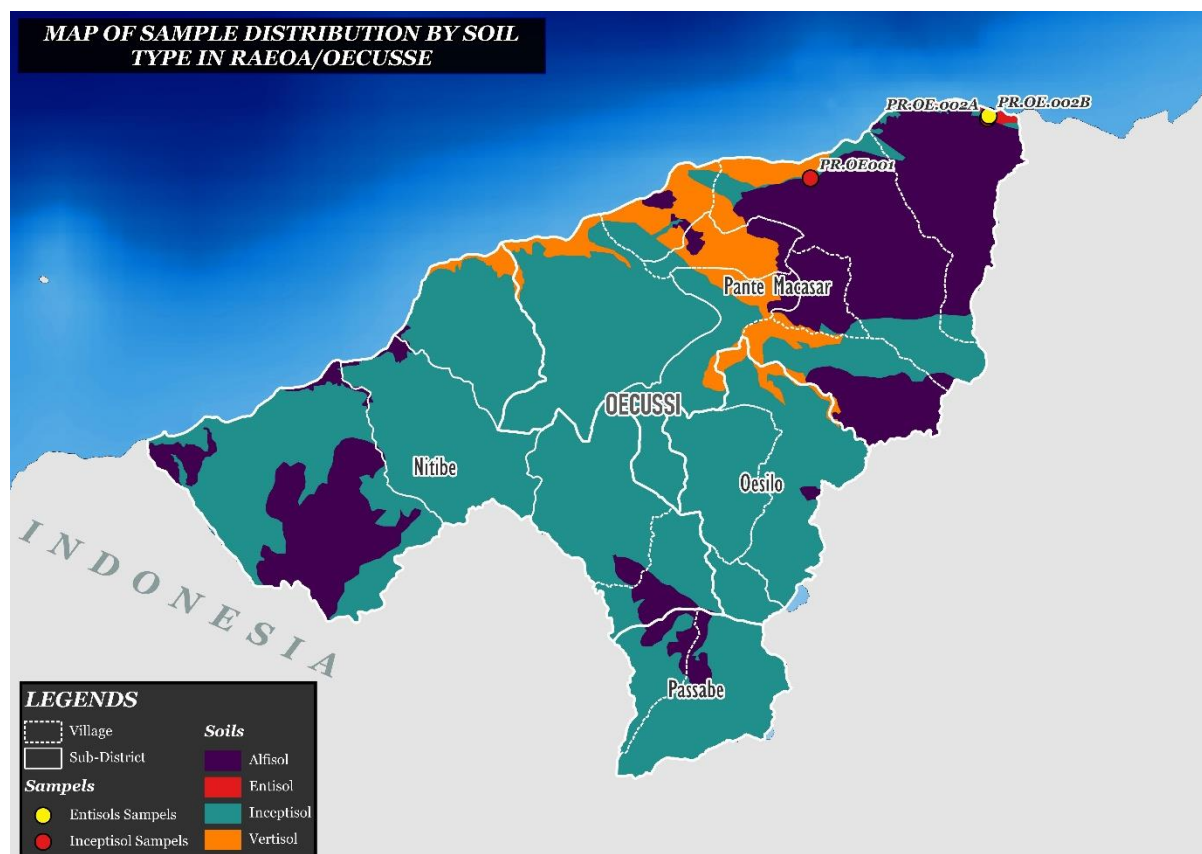 MAP OF SAMPLE DISTRIBUTION BY SOIL
TYPE IN RAEOA/OECUSSE
PR.OE.002A
PR.OE.002B
PR.OE001
Pante Macasar
OECUSSI
Nitibe
Oesilo
INDONESIA
Passabe
LEGENDS
Village
Sub-District
Sampels
Entisols Sampels
Inceptisol Sampels
Soils
Alfisol
Entisol
Inceptisol
Vertisol